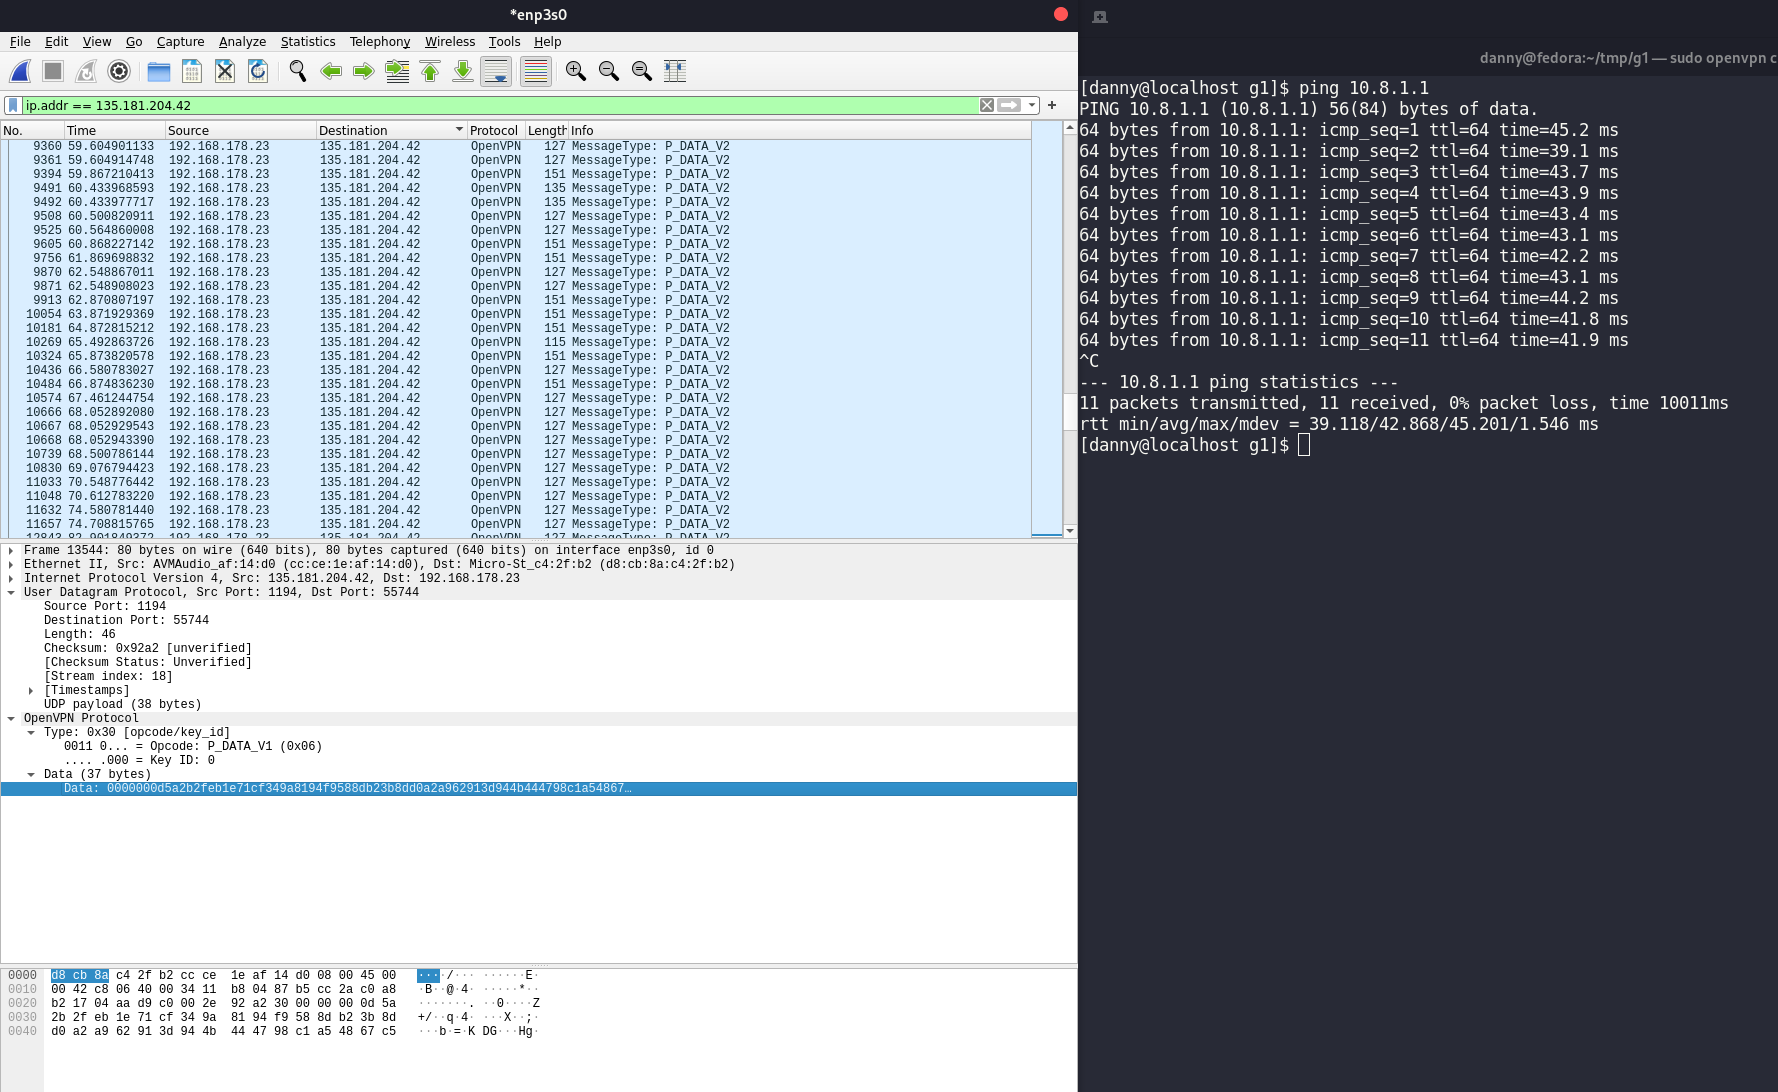 *enp3s0
File Edit View Go Capture Analyze Statistics Telephony Wireless Tools Help
ip.addr == 135.181.204.42
No. Time Source Destination Protocol Length Info
9360 59.604901133 192.168.178.23 135.181.204.42 OpenVPN 127 MessageType: P_DATA_V2
9361 59.604914748 192.168.178.23 135.181.204.42 OpenVPN 127 MessageType: P_DATA_V2
9394 59.867210413 192.168.178.23 135.181.204.42 OpenVPN 151 MessageType: P_DATA_V2
9491 60.433968593 192.168.178.23 135.181.204.42 OpenVPN 135 MessageType: P_DATA_V2
9492 60.433977717 192.168.178.23 135.181.204.42 OpenVPN 135 MessageType: P_DATA_V2
9508 60.500820911 192.168.178.23 135.181.204.42 OpenVPN 127 MessageType: P_DATA_V2
9525 60.564860008 192.168.178.23 135.181.204.42 OpenVPN 127 MessageType: P_DATA_V2
9605 60.868227142 192.168.178.23 135.181.204.42 OpenVPN 151 MessageType: P_DATA_V2
9756 61.869698832 192.168.178.23 135.181.204.42 OpenVPN 151 MessageType: P_DATA_V2
9870 62.548867011 192.168.178.23 135.181.204.42 OpenVPN 127 MessageType: P_DATA_V2
9871 62.548908023 192.168.178.23 135.181.204.42 OpenVPN 127 MessageType: P_DATA_V2
9913 62.870807197 192.168.178.23 135.181.204.42 OpenVPN 151 MessageType: P_DATA_V2
10054 63.871929369 192.168.178.23 135.181.204.42 OpenVPN 151 MessageType: P_DATA_V2
10181 64.872815212 192.168.178.23 135.181.204.42 OpenVPN 151 MessageType: P_DATA_V2
10269 65.492863726 192.168.178.23 135.181.204.42 OpenVPN 115 MessageType: P_DATA_V2
10324 65.873820578 192.168.178.23 135.181.204.42 OpenVPN 151 MessageType: P_DATA_V2
10436 66.580783027 192.168.178.23 135.181.204.42 OpenVPN 127 MessageType: P_DATA_V2
10484 66.874836230 192.168.178.23 135.181.204.42 OpenVPN 151 MessageType: P_DATA_V2
10574 67.461244754 192.168.178.23 135.181.204.42 OpenVPN 127 MessageType: P_DATA_V2
10666 68.052892080 192.168.178.23 135.181.204.42 OpenVPN 127 MessageType: P_DATA_V2
10667 68.052929543 192.168.178.23 135.181.204.42 OpenVPN 127 MessageType: P_DATA_V2
10668 68.052943390 192.168.178.23 135.181.204.42 OpenVPN 127 MessageType: P_DATA_V2
10739 68.500786144 192.168.178.23 135.181.204.42 OpenVPN 127 MessageType: P_DATA_V2
10830 69.076794423 192.168.178.23 135.181.204.42 OpenVPN 127 MessageType: P_DATA_V2
11033 70.548776442 192.168.178.23 135.181.204.42 OpenVPN 127 MessageType: P_DATA_V2
11048 70.612783220 192.168.178.23 135.181.204.42 OpenVPN 127 MessageType: P_DATA_V2
11632 74.580781440 192.168.178.23 135.181.204.42 OpenVPN 127 MessageType: P_DATA_V2
11657 74.708815765 192.168.178.23 135.181.204.42 OpenVPN 127 MessageType: P_DATA_V2
12843 82.901849372 192.168.178.23 135.181.204.42 OpenVPN 127 MessageType: P_DATA_V2
Frame 13544: 80 bytes on wire (640 bits), 80 bytes captured (640 bits) on interface enp3s0, id 0
Ethernet II, Src: AVMAudio_af:14:d0 (cc:ce:1e:af:14:d0), Dst: Micro-St_c4:2f:b2 (d8:cb:8a:c4:2f:b2)
Internet Protocol Version 4, Src: 135.181.204.42, Dst: 192.168.178.23
User Datagram Protocol, Src Port: 1194, Dst Port: 55744
Source Port: 1194
Destination Port: 55744
Length: 46
Checksum: 0x92a2 [unverified]
[Checksum Status: Unverified]
[Stream index: 18]
[Timestamps]
UDP payload (38 bytes)
OpenVPN Protocol
Type: 0x30 [opcode/key_id]
0011 0... = Opcode: P_DATA_V1 (0x06)
.... .000 = Key ID: 0
Data (37 bytes)
Data: 0000000d5a2b2feb1e71cf349a8194f9588db23b8dd0a2a962913d944b444798c1a54867…
0000 d8 cb 8a c4 2f b2 cc ce 1e af 14 d0 08 00 45 00 ····/··· ······E·
0010 00 42 c8 06 40 00 34 11 b8 04 87 b5 cc 2a c0 a8 ·B··@·4· ·····*··
0020 b2 17 04 aa d9 c0 00 2e 92 a2 30 00 00 00 0d 5a ·······. ··0····Z
0030 2b 2f eb 1e 71 cf 34 9a 81 94 f9 58 8d b2 3b 8d +/··q·4· ···X··;·
0040 d0 a2 a9 62 91 3d 94 4b 44 47 98 c1 a5 48 67 c5 ···b·=·K DG···Hg·
danny@fedora:~/tmp/g1 — sudo openvpn c
[danny@localhost g1]$ ping 10.8.1.1
PING 10.8.1.1 (10.8.1.1) 56(84) bytes of data.
64 bytes from 10.8.1.1: icmp_seq=1 ttl=64 time=45.2 ms
64 bytes from 10.8.1.1: icmp_seq=2 ttl=64 time=39.1 ms
64 bytes from 10.8.1.1: icmp_seq=3 ttl=64 time=43.7 ms
64 bytes from 10.8.1.1: icmp_seq=4 ttl=64 time=43.9 ms
64 bytes from 10.8.1.1: icmp_seq=5 ttl=64 time=43.4 ms
64 bytes from 10.8.1.1: icmp_seq=6 ttl=64 time=43.1 ms
64 bytes from 10.8.1.1: icmp_seq=7 ttl=64 time=42.2 ms
64 bytes from 10.8.1.1: icmp_seq=8 ttl=64 time=43.1 ms
64 bytes from 10.8.1.1: icmp_seq=9 ttl=64 time=44.2 ms
64 bytes from 10.8.1.1: icmp_seq=10 ttl=64 time=41.8 ms
64 bytes from 10.8.1.1: icmp_seq=11 ttl=64 time=41.9 ms
^C
--- 10.8.1.1 ping statistics ---
11 packets transmitted, 11 received, 0% packet loss, time 10011ms
rtt min/avg/max/mdev = 39.118/42.868/45.201/1.546 ms
[danny@localhost g1]$